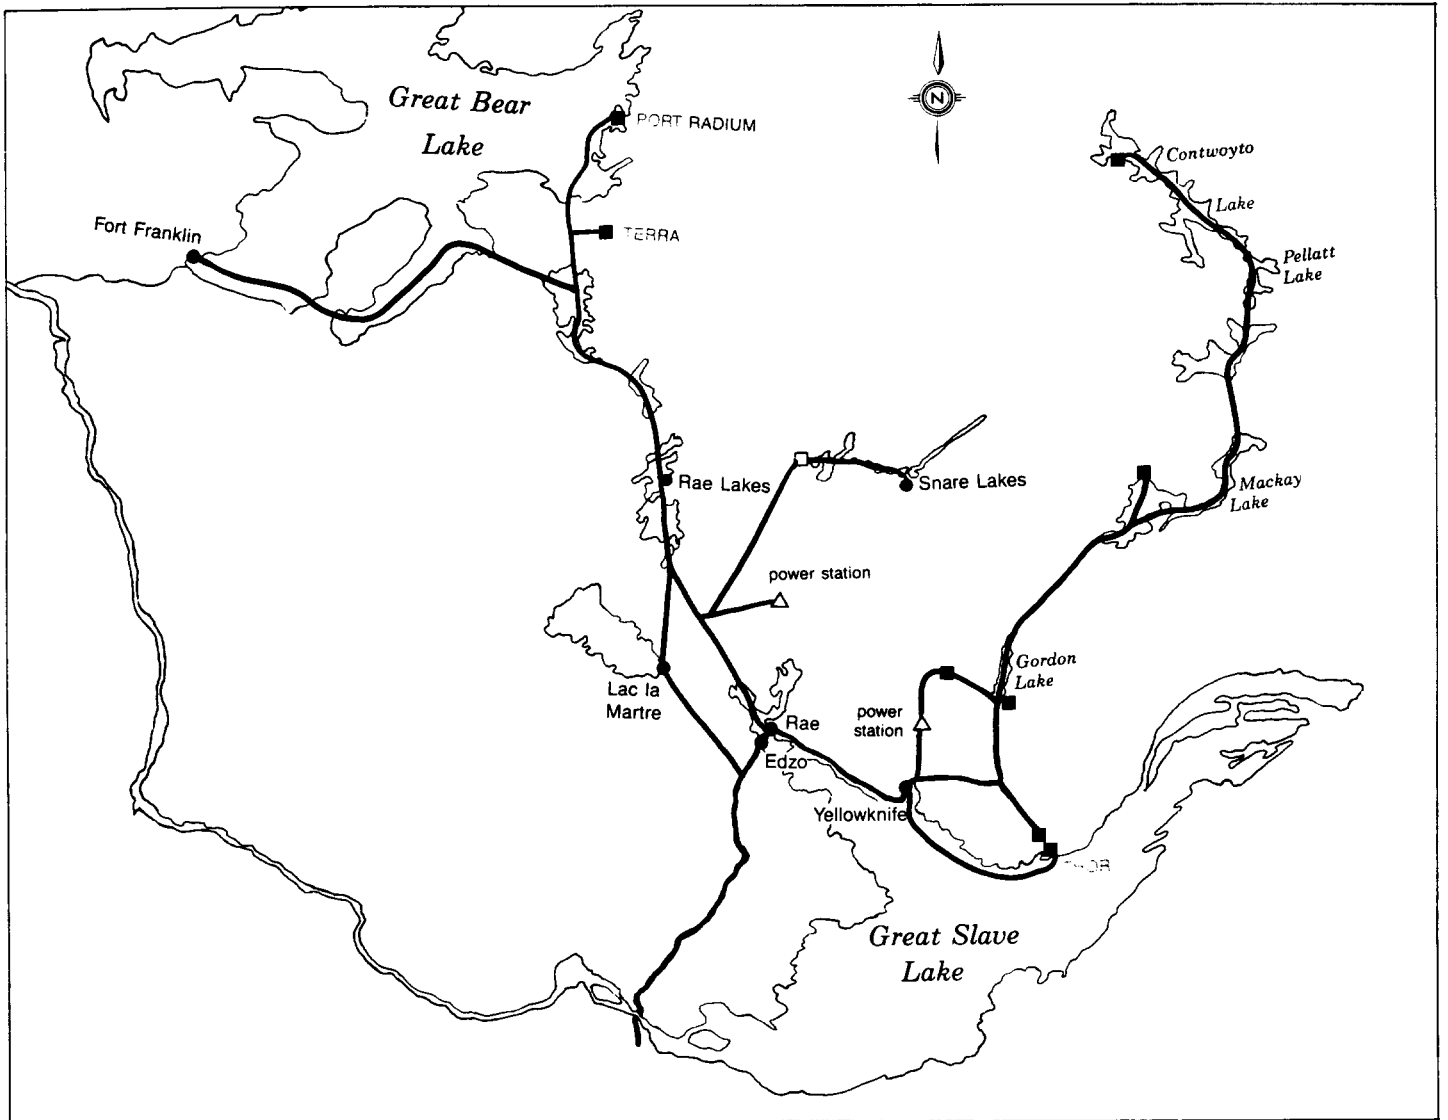 Great Bear
Lake
N
PORT RADIUM
Contwoyto
Lake
Fort Franklin
TERRA
Pellatt
Lake
Rae Lakes
Snare Lakes
Mackay
Lake
power station
Gordon
Lake
Lac la
Martre
Rae
power
station
Edzo
Yellowknife
THOR
Great Slave
Lake